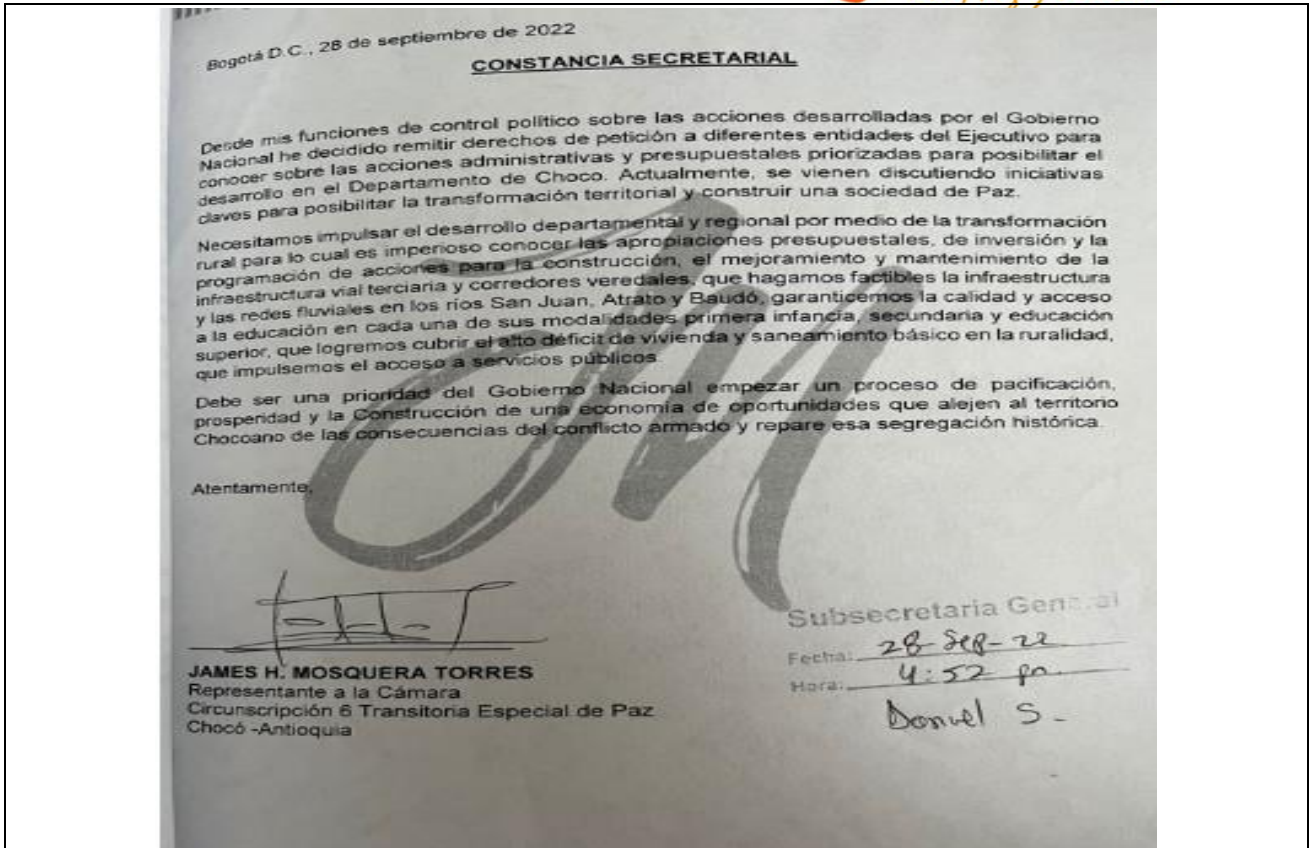 Bogotá D.C., 28 de septiembre de 2022
CONSTANCIA SECRETARIAL
Desde mis funciones de control político sobre las acciones desarrolladas por el Gobierno
Nacional he decidido remitir derechos de petición a diferentes entidades del Ejecutivo para
conocer sobre las acciones administrativas y presupuestales priorizadas para posibilitar el
desarrollo en el Departamento de Choco. Actualmente, se vienen discutiendo iniciativas
claves para posibilitar la transformación territorial y construir una sociedad de Paz.
Necesitamos impulsar el desarrollo departamental y regional por medio de la transformación
rural para lo cual es imperioso conocer las apropiaciones presupuestales, de inversión y la
programación de acciones para la construcción, el mejoramiento y mantenimiento de la
infraestructura vial terciaria y corredores veredales, que hagamos factibles la infraestructura
y las redes fluviales en los ríos San Juan, Atrato y Baudó, garanticemos la calidad y acceso
a la educación en cada una de sus modalidades primera infancia, secundaria y educación
superior, que logremos cubrir el alto déficit de vivienda y saneamiento básico en la ruralidad,
que impulsemos el acceso a servicios públicos.
Debe ser una prioridad del Gobierno Nacional empezar un proceso de pacificación,
prosperidad y la Construcción de una economía de oportunidades que alejen al territorio
Chocoano de las consecuencias del conflicto armado y repare esa segregación histórica.
Atentamente,
JAMES H. MOSQUERA TORRES
Representante a la Cámara
Circunscripción 6 Transitoria Especial de Paz
Chocó -Antioquia
Subsecretaria General
Fecha: 28-Sep-22
Hora: 4:52 pm.
S.